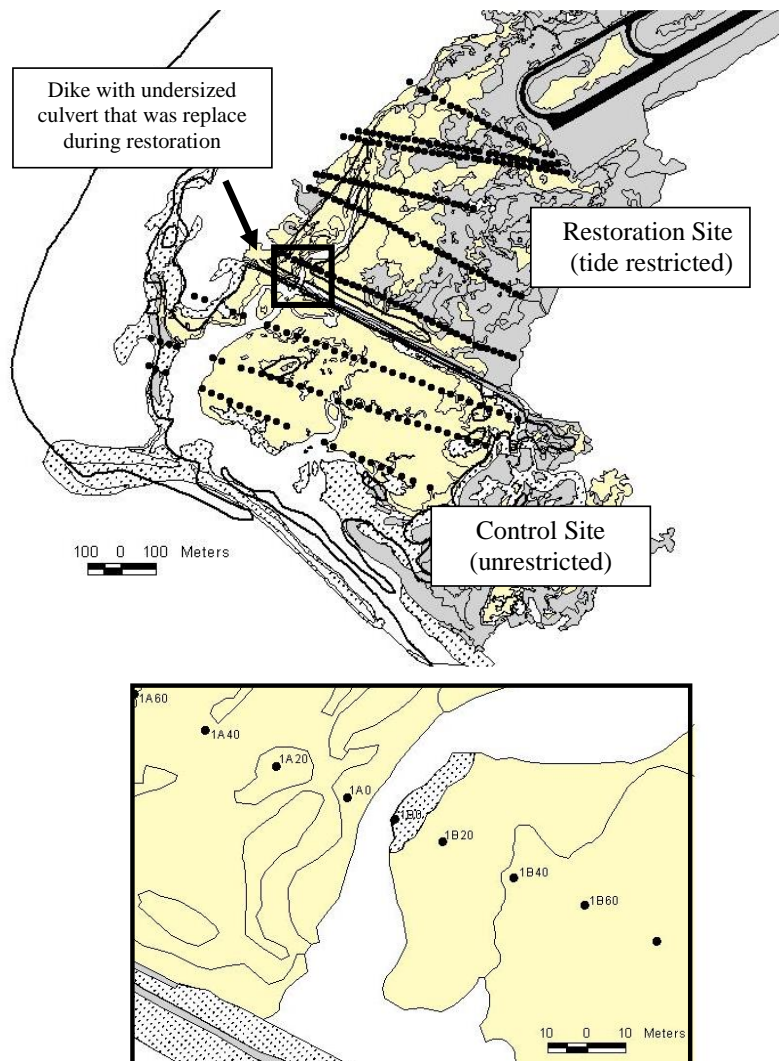 Dike with undersized
culvert that was replace
during restoration
Restoration Site
(tide restricted)
Control Site
(unrestricted)
100 0 100 Meters
1A60
1A40
1A20
1A0
1B0
1B20
1B40
1B60
10 0 10 Meters